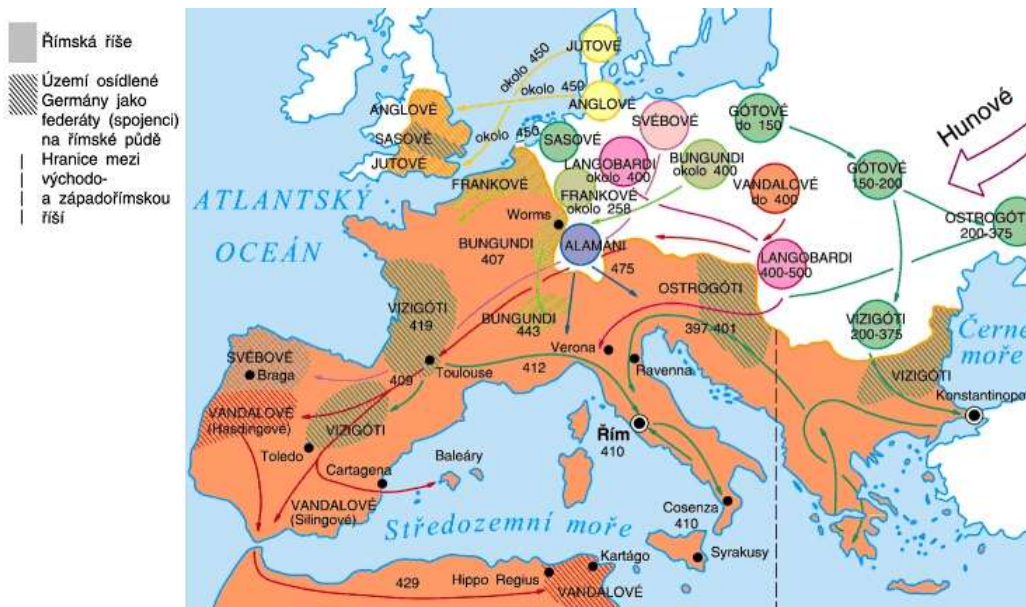 Římská říše
Území osídlené
Germány jako
federáty (spojenci)
na římské půdě
Hranice mezi
východo-
a západořímskou
říší
ATLANTSKÝ
OCEÁN
JUTOVÉ
okolo 450
okolo 450
ANGLOVÉ
ANGLOVÉ
okolo 450
SASOVÉ
SASOVÉ
JUTOVÉ
SVÉBOVÉ
GÓTOVÉ
do 150
Hunové
LANGOBARDI
okolo 400
BUNGUNDI
okolo 400
VANDALOVÉ
do 400
GÓTOVÉ
150-200
OSTROGÓTI
200-375
FRANKOVÉ
FRANKOVÉ
okolo 258
Worms
ALAMANI
BUNGUNDI
407
475
LANGOBARDI
400-500
VIZIGÓTI
419
BUNGUNDI
443
OSTROGÓTI
397-401
VIZIGÓTI
200-375
Černé
moře
SVÉBOVÉ
Braga
409
Toulouse
412
Verona
Ravenna
VIZIGÓTI
Konstantinopol
VANDALOVÉ
(Hasdingové)
VIZIGÓTI
Toledo
Řím
410
Cartagena
Baleáry
VANDALOVÉ
(Silingové)
Středozemní moře
Cosenza
410
Syrakusy
429
Hippo Regius
Kartágo
VANDALOVÉ